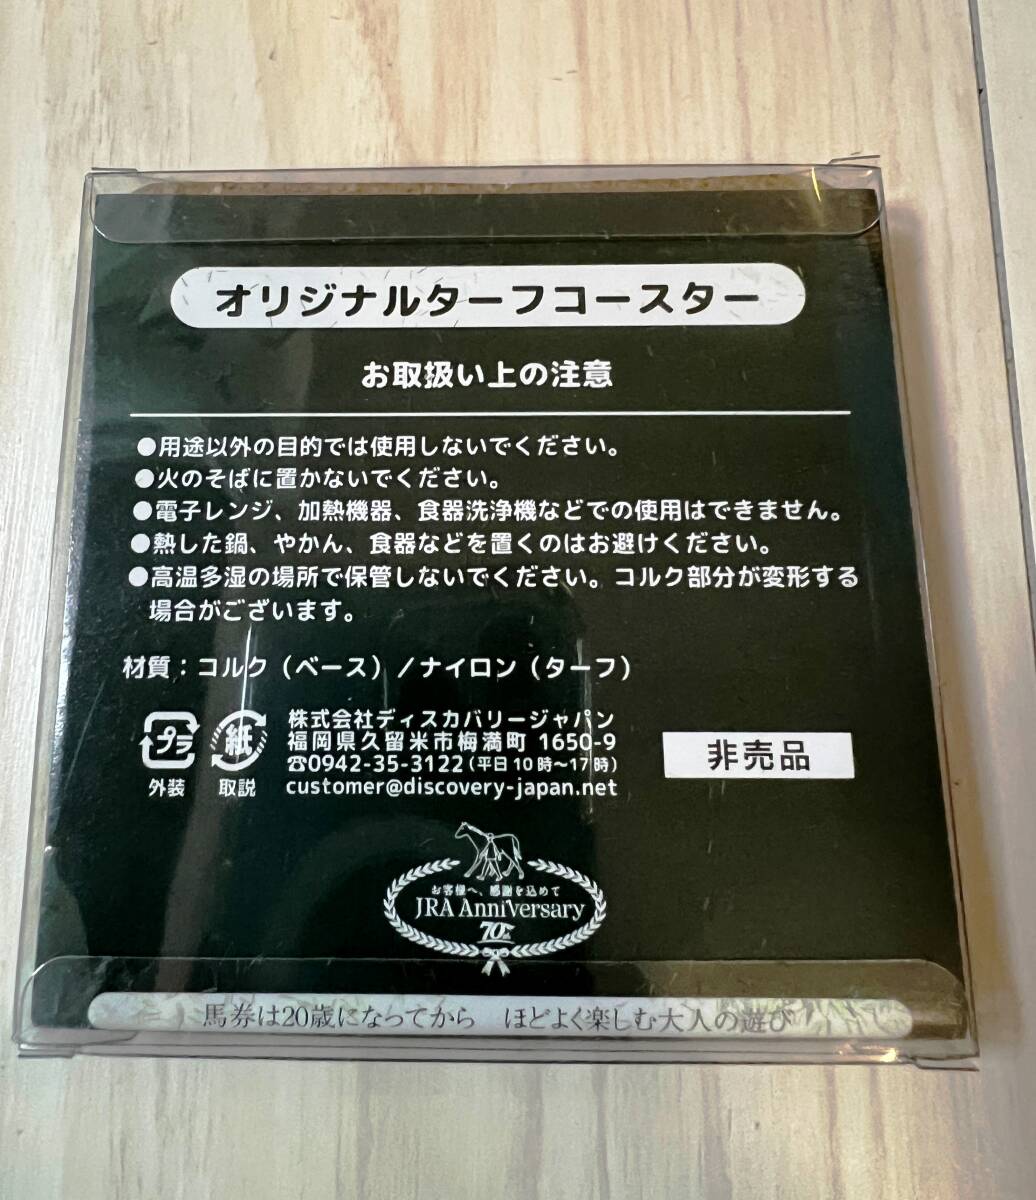 オリジナルターフコースター
お取扱い上の注意
●用途以外の目的では使用しないでください。
●火のそばに置かないでください。
●電子レンジ、加熱機器、食器洗浄機などでの使用はできません。
●熱した鍋、やかん、食器などを置くのはお避けください。
●高温多湿の場所で保管しないでください。コルク部分が変形する
場合がございます。
材質：コルク（ベース）／ナイロン（ターフ）
プラ
外装
紙
取説
株式会社ディスカバリージャパン
福岡県久留米市梅満町 1650-9
☎0942-35-3122（平日10時〜17時）
customer@discovery-japan.net
非売品
お客様へ、感謝を込めて
JRA Anniversary
70th
馬券は20歳になってから　ほどよく楽しむ大人の遊び